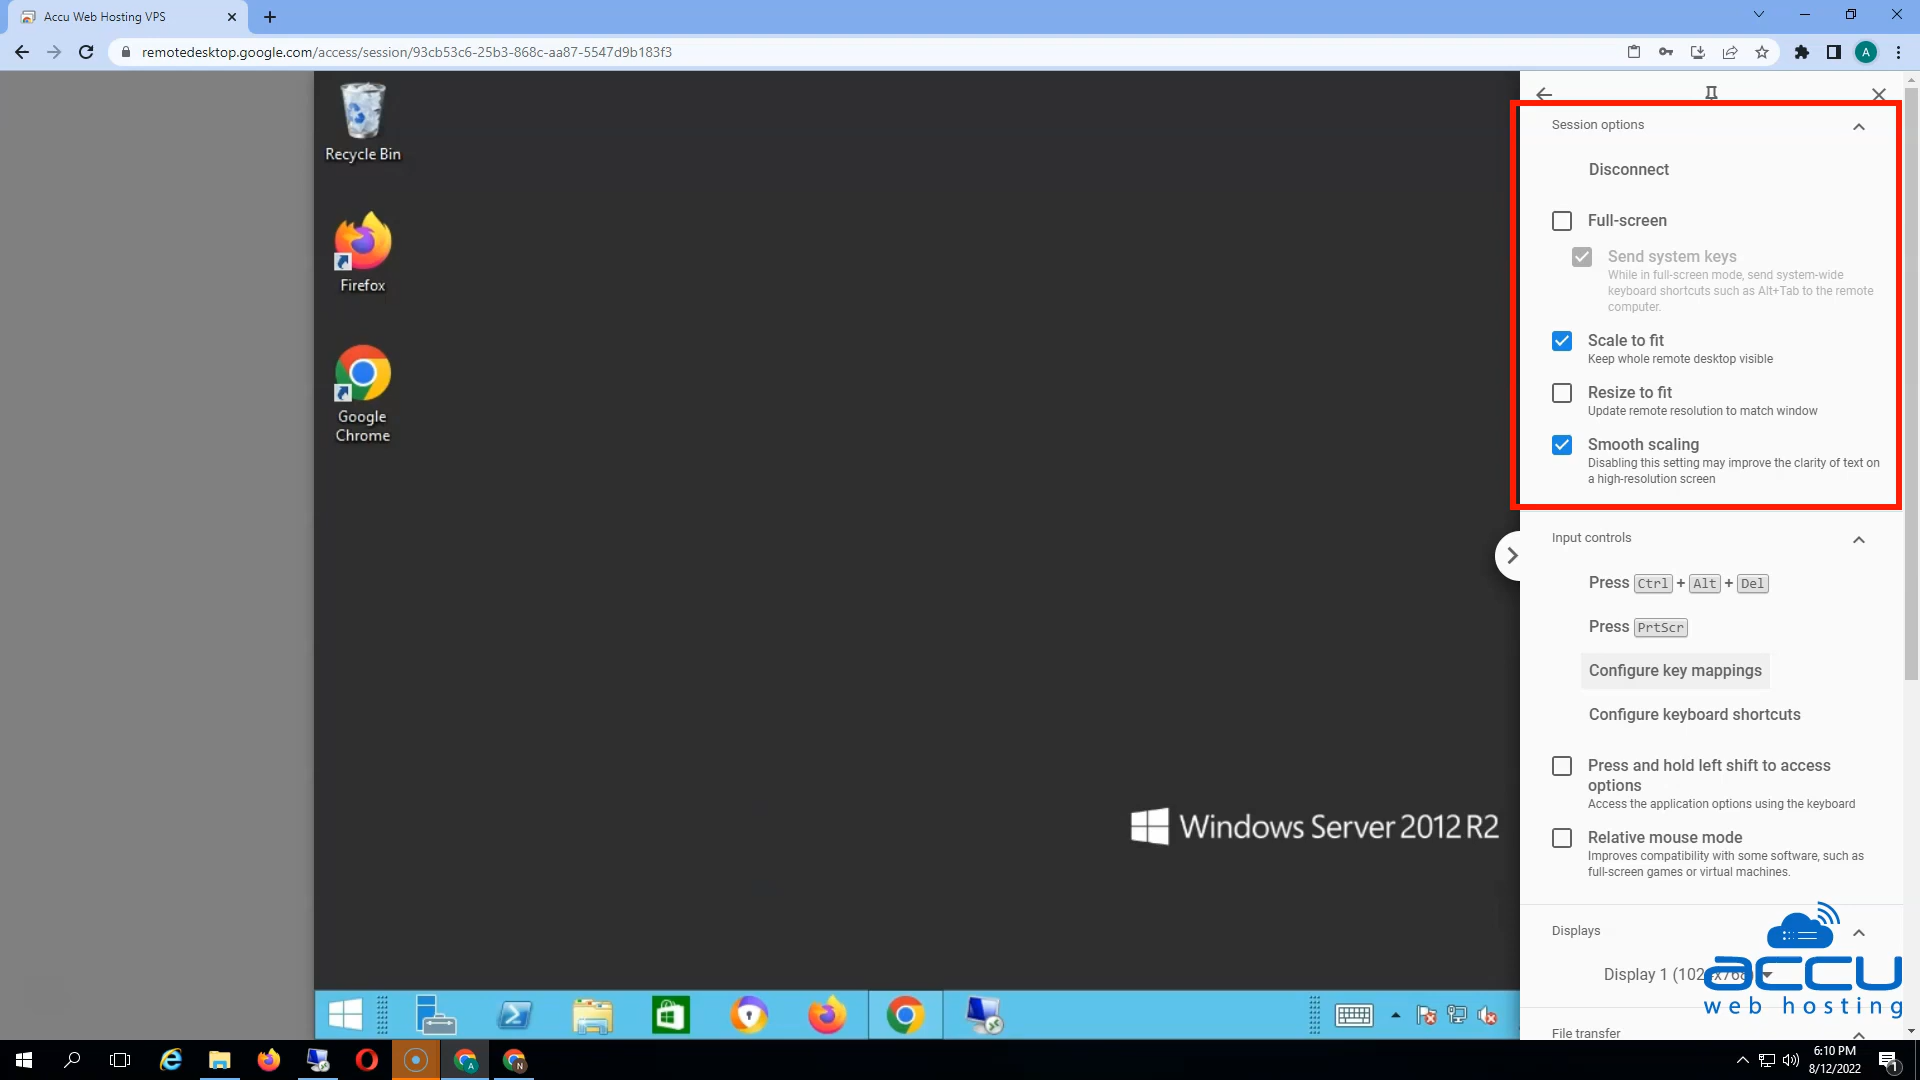 Accu Web Hosting VPS
remotedesktop.google.com/access/session/93cb53c6-25b3-868c-aa87-5547d9b183f3
A
Recycle Bin
Firefox
Google
Chrome
Windows Server 2012 R2
Session options
Disconnect
Full-screen
Send system keys
While in full-screen mode, send system-wide
keyboard shortcuts such as Alt+Tab to the remote
computer.
Scale to fit
Keep whole remote desktop visible
Resize to fit
Update remote resolution to match window
Smooth scaling
Disabling this setting may improve the clarity of text on
a high-resolution screen
Input controls
Press Ctrl + Alt + Del
Press PrtScr
Configure key mappings
Configure keyboard shortcuts
Press and hold left shift to access
options
Access the application options using the keyboard
Relative mouse mode
Improves compatibility with some software, such as
full-screen games or virtual machines.
Displays
Display 1 (1024x768)
accu
web hosting
File transfer
A
N
6:10 PM
8/12/2022
1